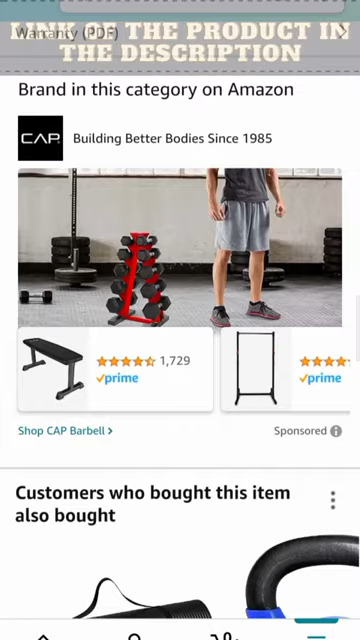 Warranty (PDF)
LINK OF THE PRODUCT IN
THE DESCRIPTION
Brand in this category on Amazon
CAP
Building Better Bodies Since 1985
1,729
prime
prime
Shop CAP Barbell >
Sponsored
Customers who bought this item
also bought